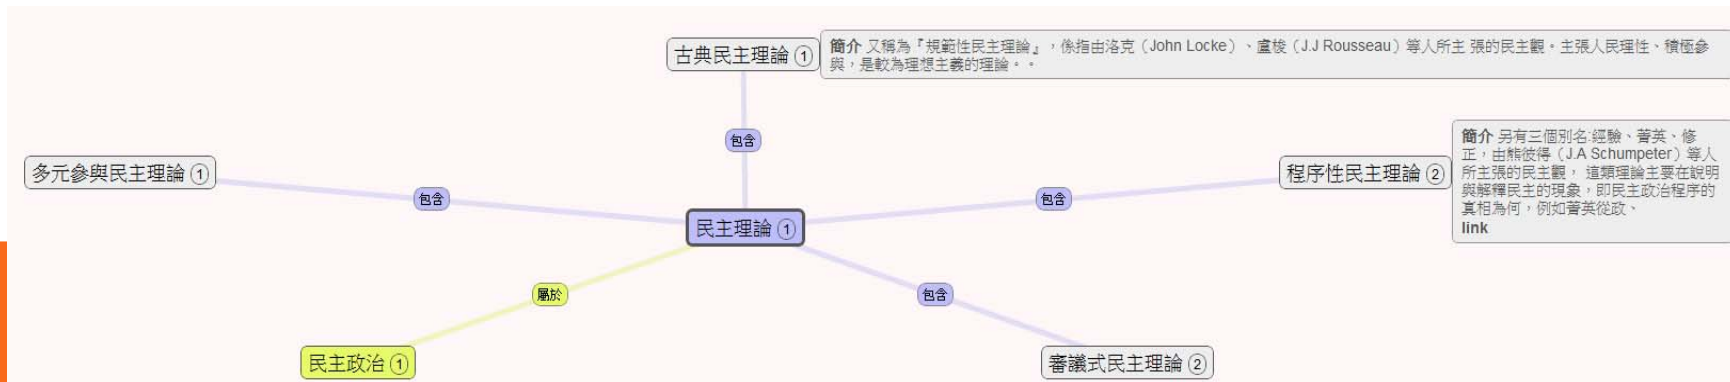 古典民主理論 1
簡介 又稱為『規範性民主理論』，係指由洛克（John Locke）、盧梭（J.J Rousseau）等人所主 張的民主觀。主張人民理性、積極參
與，是較為理想主義的理論。。
包含
簡介 另有三個別名:經驗、菁英、修
正，由熊彼得（J.A Schumpeter）等人
所主張的民主觀， 這類理論主要在說明
與解釋民主的現象，即民主政治程序的
真相為何，例如菁英從政、
link
多元參與民主理論 1
程序性民主理論 2
包含
包含
民主理論 1
屬於
包含
民主政治 1
審議式民主理論 2